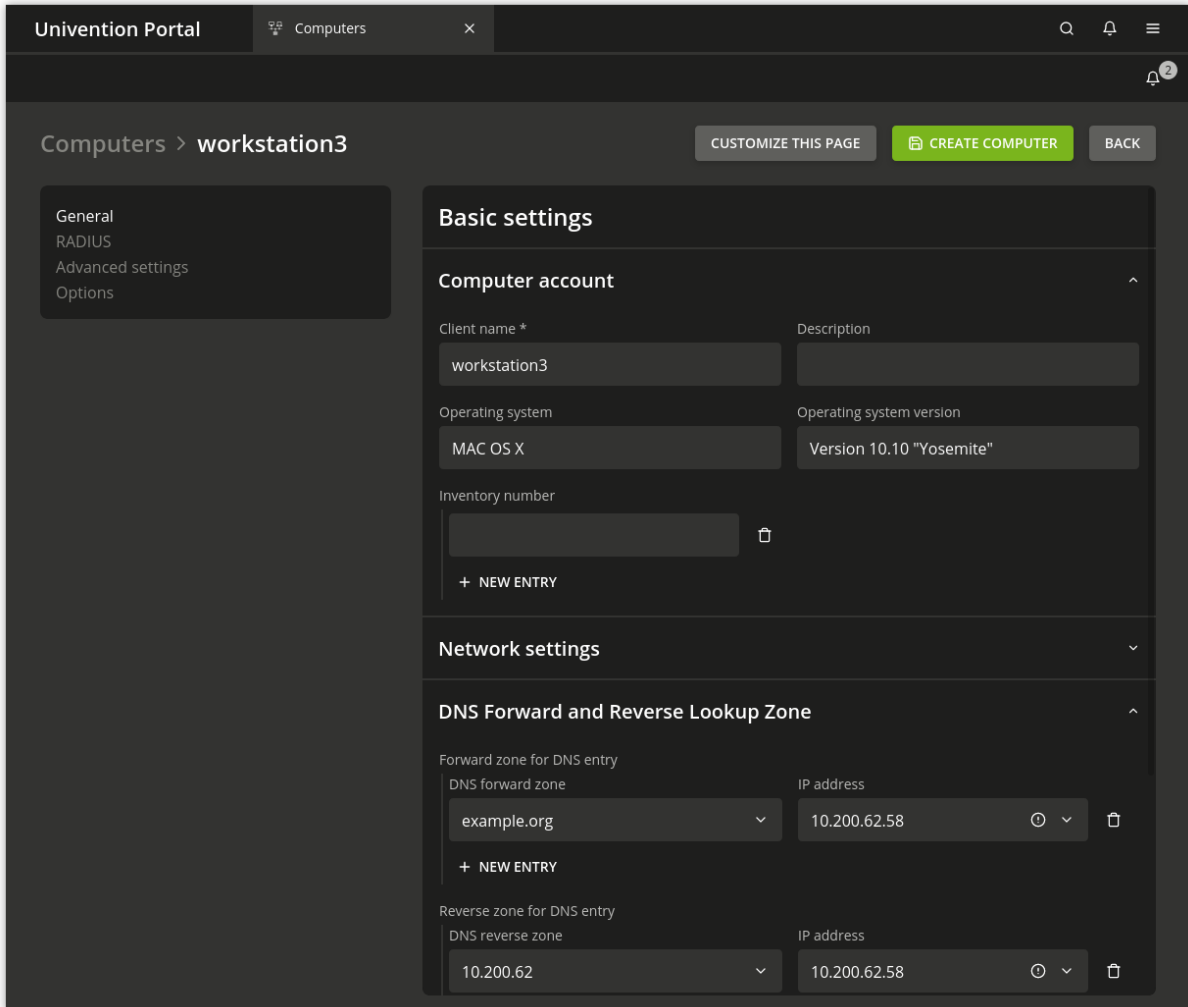 Univention Portal
Computers
2
Computers > workstation3
CUSTOMIZE THIS PAGE
CREATE COMPUTER
BACK
General
RADIUS
Advanced settings
Options
Basic settings
Computer account
Client name *
Description
workstation3
Operating system
Operating system version
MAC OS X
Version 10.10 "Yosemite"
Inventory number
+ NEW ENTRY
Network settings
DNS Forward and Reverse Lookup Zone
Forward zone for DNS entry
DNS forward zone
IP address
example.org
10.200.62.58
+ NEW ENTRY
Reverse zone for DNS entry
DNS reverse zone
IP address
10.200.62
10.200.62.58